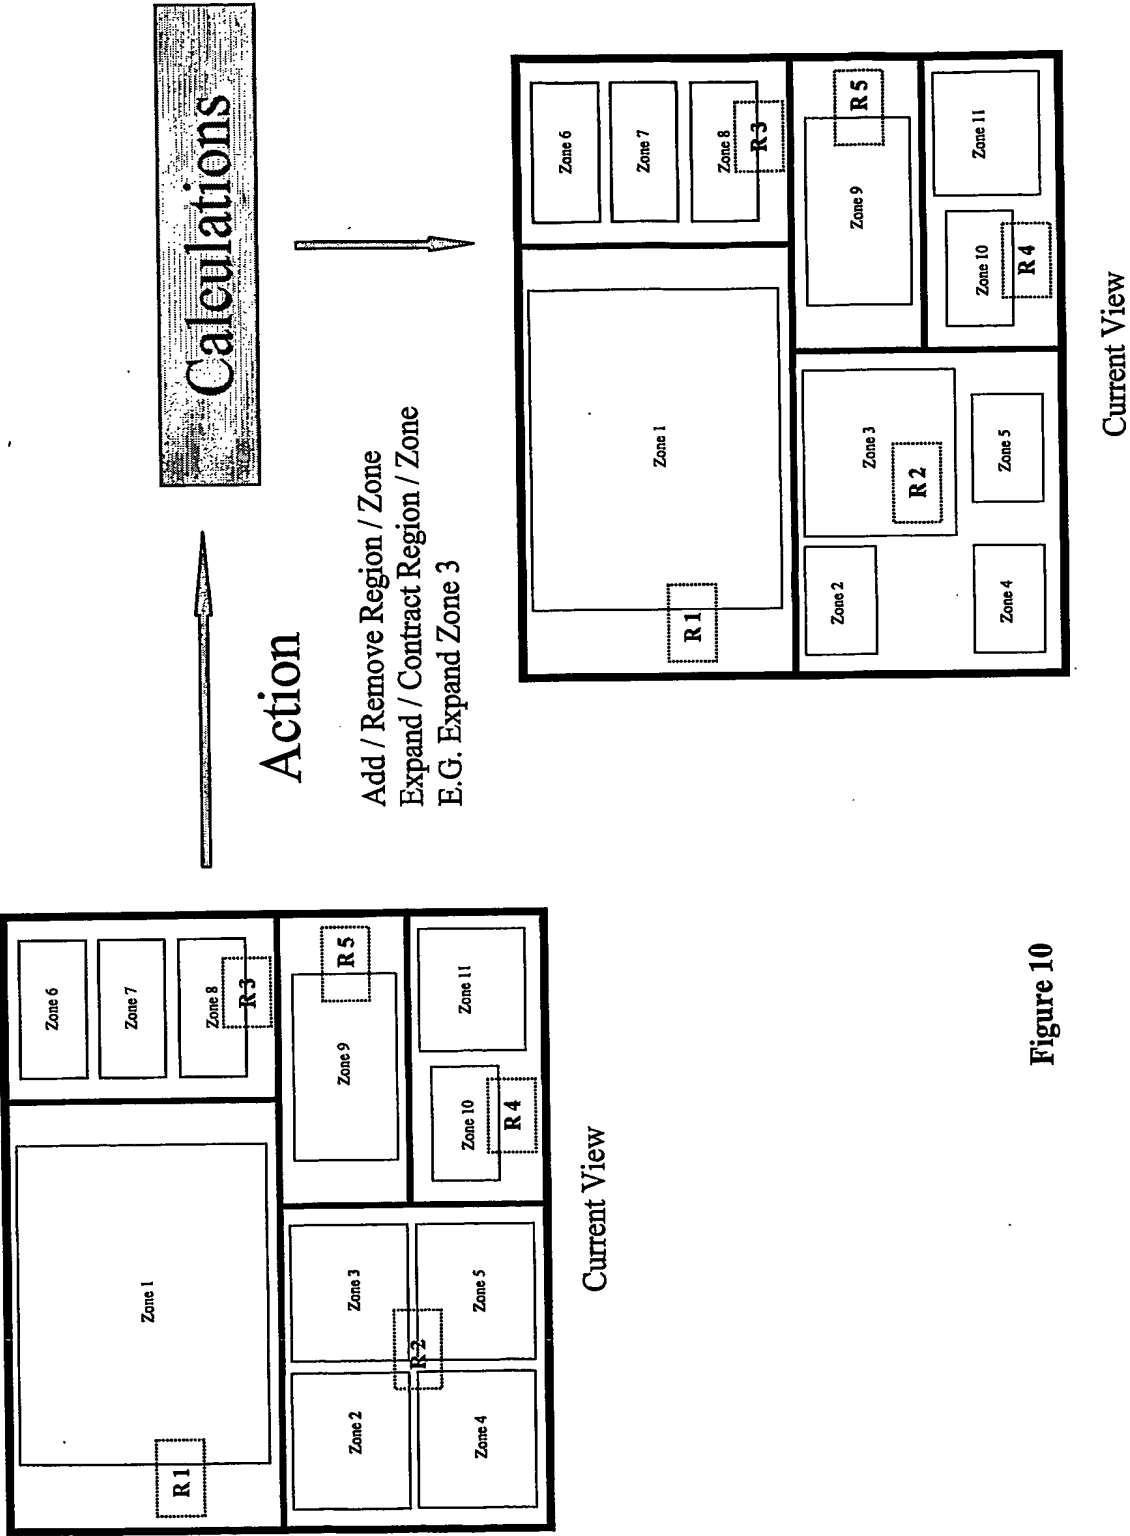 Zone 1
R 1
Zone 6
Zone 7
Zone 8
R 3
Zone 2
Zone 3
R 2
Zone 4
Zone 5
Zone 9
R 5
Zone 10
R 4
Zone 11
Current View
Action
Add / Remove Region / Zone
Expand / Contract Region / Zone
E.G. Expand Zone 3
Calculations
Zone 1
R 1
Zone 6
Zone 7
Zone 8
R 3
Zone 2
Zone 3
R 2
Zone 4
Zone 5
Zone 9
R 5
Zone 10
R 4
Zone 11
Current View
Figure 10